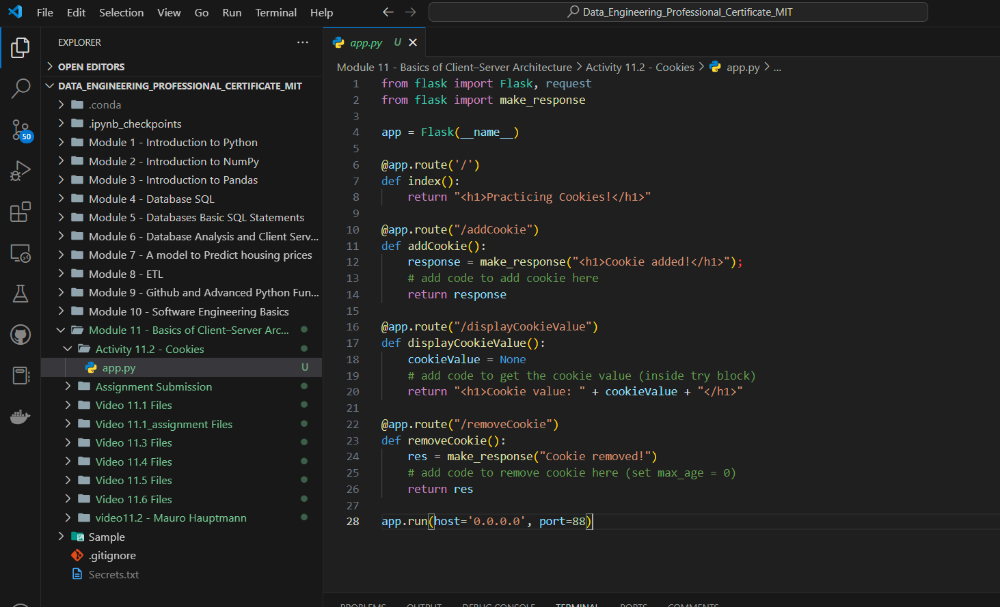 File Edit Selection View Go Run Terminal Help
Data_Engineering_Professional_Certificate_MIT
EXPLORER
OPEN EDITORS
DATA_ENGINEERING_PROFESSIONAL_CERTIFICATE_MIT
.conda
.ipynb_checkpoints
Module 1 - Introduction to Python
Module 2 - Introduction to NumPy
Module 3 - Introduction to Pandas
Module 4 - Database SQL
Module 5 - Databases Basic SQL Statements
Module 6 - Database Analysis and Client Serv...
Module 7 - A model to Predict housing prices
Module 8 - ETL
Module 9 - Github and Advanced Python Fun...
Module 10 - Software Engineering Basics
Module 11 - Basics of Client–Server Arc...
Activity 11.2 - Cookies
app.py U
Assignment Submission
Video 11.1 Files
Video 11.1_assignment Files
Video 11.3 Files
Video 11.4 Files
Video 11.5 Files
Video 11.6 Files
video11.2 - Mauro Hauptmann
Sample
.gitignore
Secrets.txt
50
app.py U
Module 11 - Basics of Client–Server Architecture > Activity 11.2 - Cookies > app.py > ...
1 from flask import Flask, request
2 from flask import make_response
3
4 app = Flask(__name__)
5
6 @app.route('/')
7 def index():
8     return "<h1>Practicing Cookies!</h1>"
9
10 @app.route("/addCookie")
11 def addCookie():
12     response = make_response("<h1>Cookie added!</h1>");
13     # add code to add cookie here
14     return response
15
16 @app.route("/displayCookieValue")
17 def displayCookieValue():
18     cookieValue = None
19     # add code to get the cookie value (inside try block)
20     return "<h1>Cookie value: " + cookieValue + "</h1>"
21
22 @app.route("/removeCookie")
23 def removeCookie():
24     res = make_response("Cookie removed!")
25     # add code to remove cookie here (set max_age = 0)
26     return res
27
28 app.run(host='0.0.0.0', port=88)
PROBLEMS OUTPUT DEBUG CONSOLE TERMINAL PORTS COMMENTS